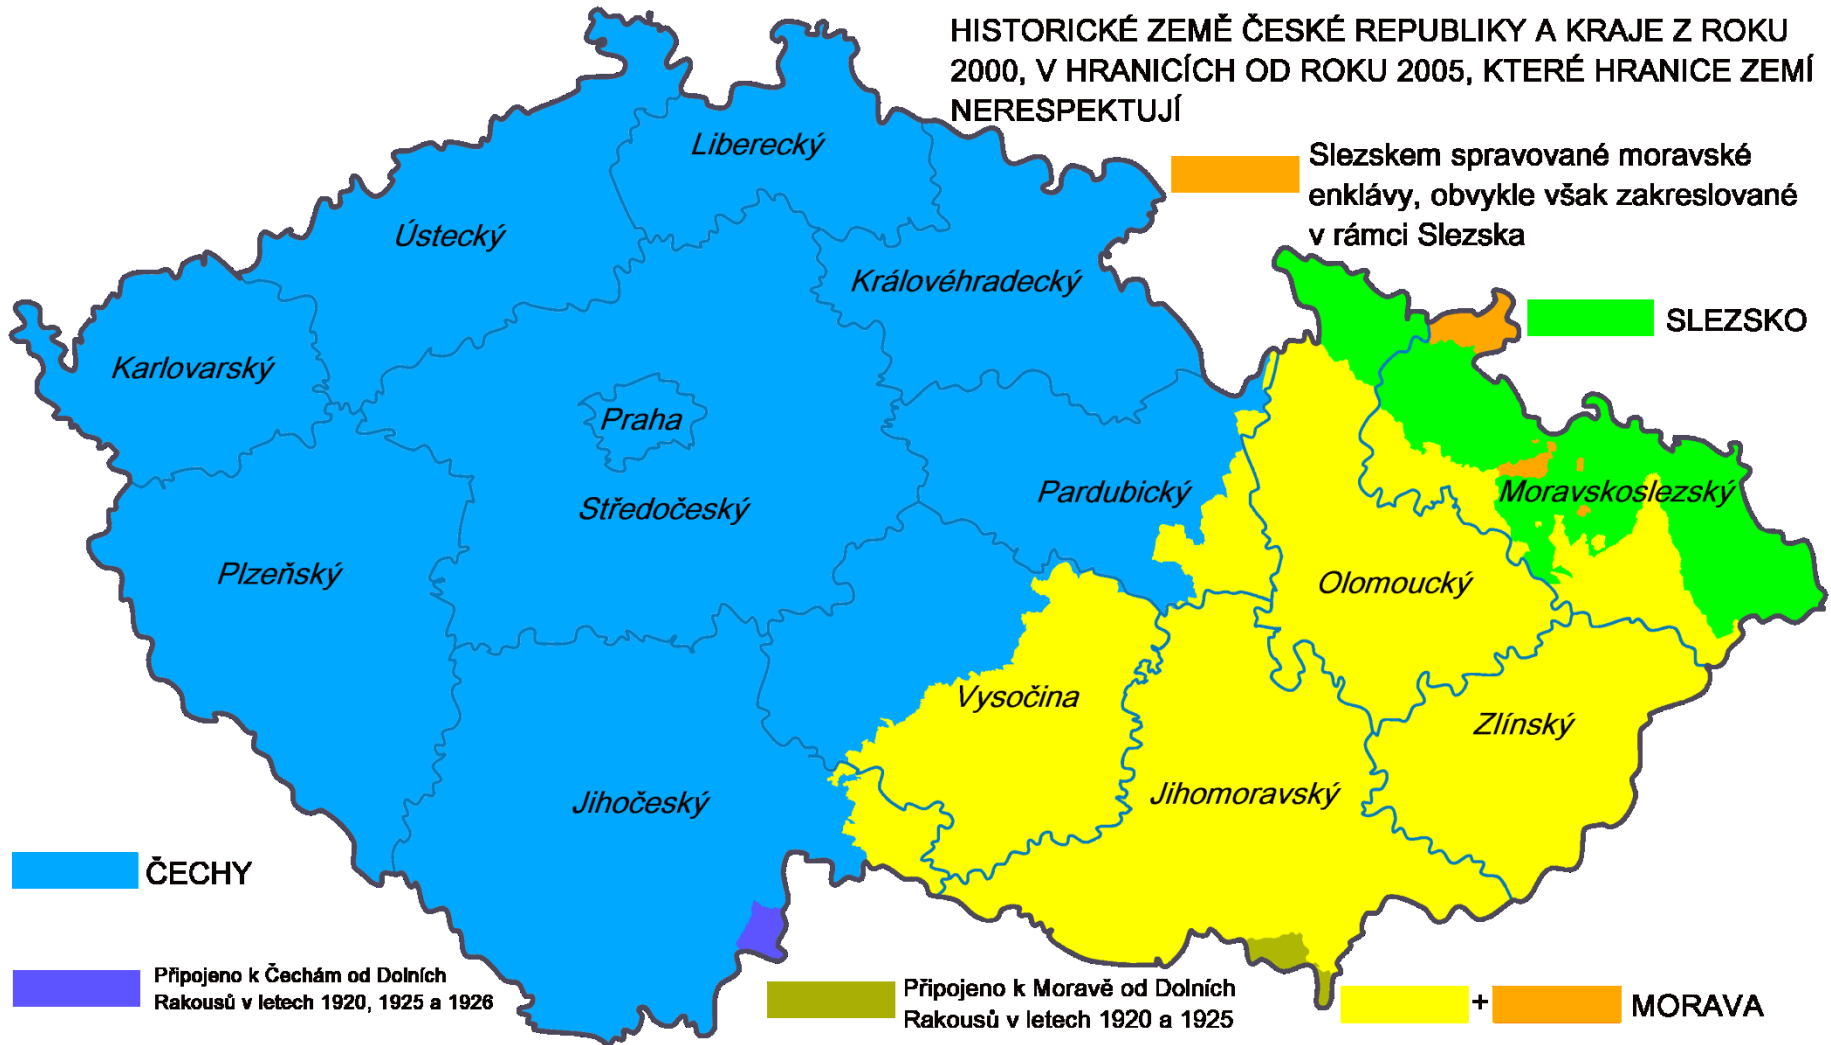 HISTORICKÉ ZEMĚ ČESKÉ REPUBLIKY A KRAJE Z ROKU
2000, V HRANICÍCH OD ROKU 2005, KTERÉ HRANICE ZEMÍ
NERESPEKTUJÍ
Slezskem spravované moravské
enklávy, obvykle však zakreslované
v rámci Slezska
SLEZSKO
Liberecký
Ústecký
Královéhradecký
Karlovarský
Praha
Středočeský
Pardubický
Moravskoslezský
Plzeňský
Olomoucký
Vysočina
Zlínský
Jihočeský
Jihomoravský
ČECHY
Připojeno k Čechám od Dolních
Rakousů v letech 1920, 1925 a 1926
Připojeno k Moravě od Dolních
Rakousů v letech 1920 a 1925
+ MORAVA